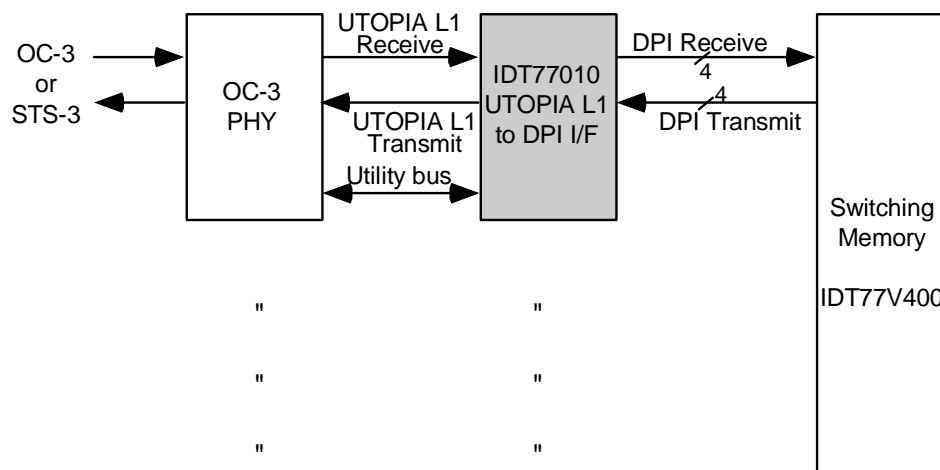 OC-3
or
STS-3
OC-3
PHY
UTOPIA L1
Receive
UTOPIA L1
Transmit
Utility bus
IDT77010
UTOPIA L1
to DPI I/F
DPI Receive
4
4
DPI Transmit
Switching
Memory
IDT77V400
" "
" "
" "